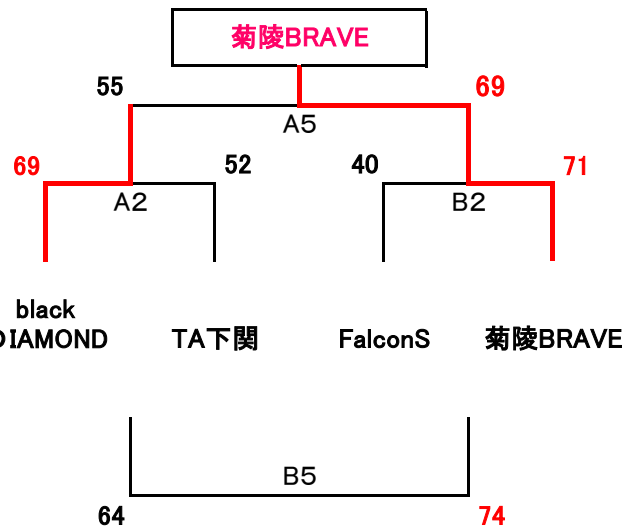 菊陵BRAVE
55
69
A5
69
52
40
71
A2
B2
black
DIAMOND
TA下関
FalconS
菊陵BRAVE
B5
64
74